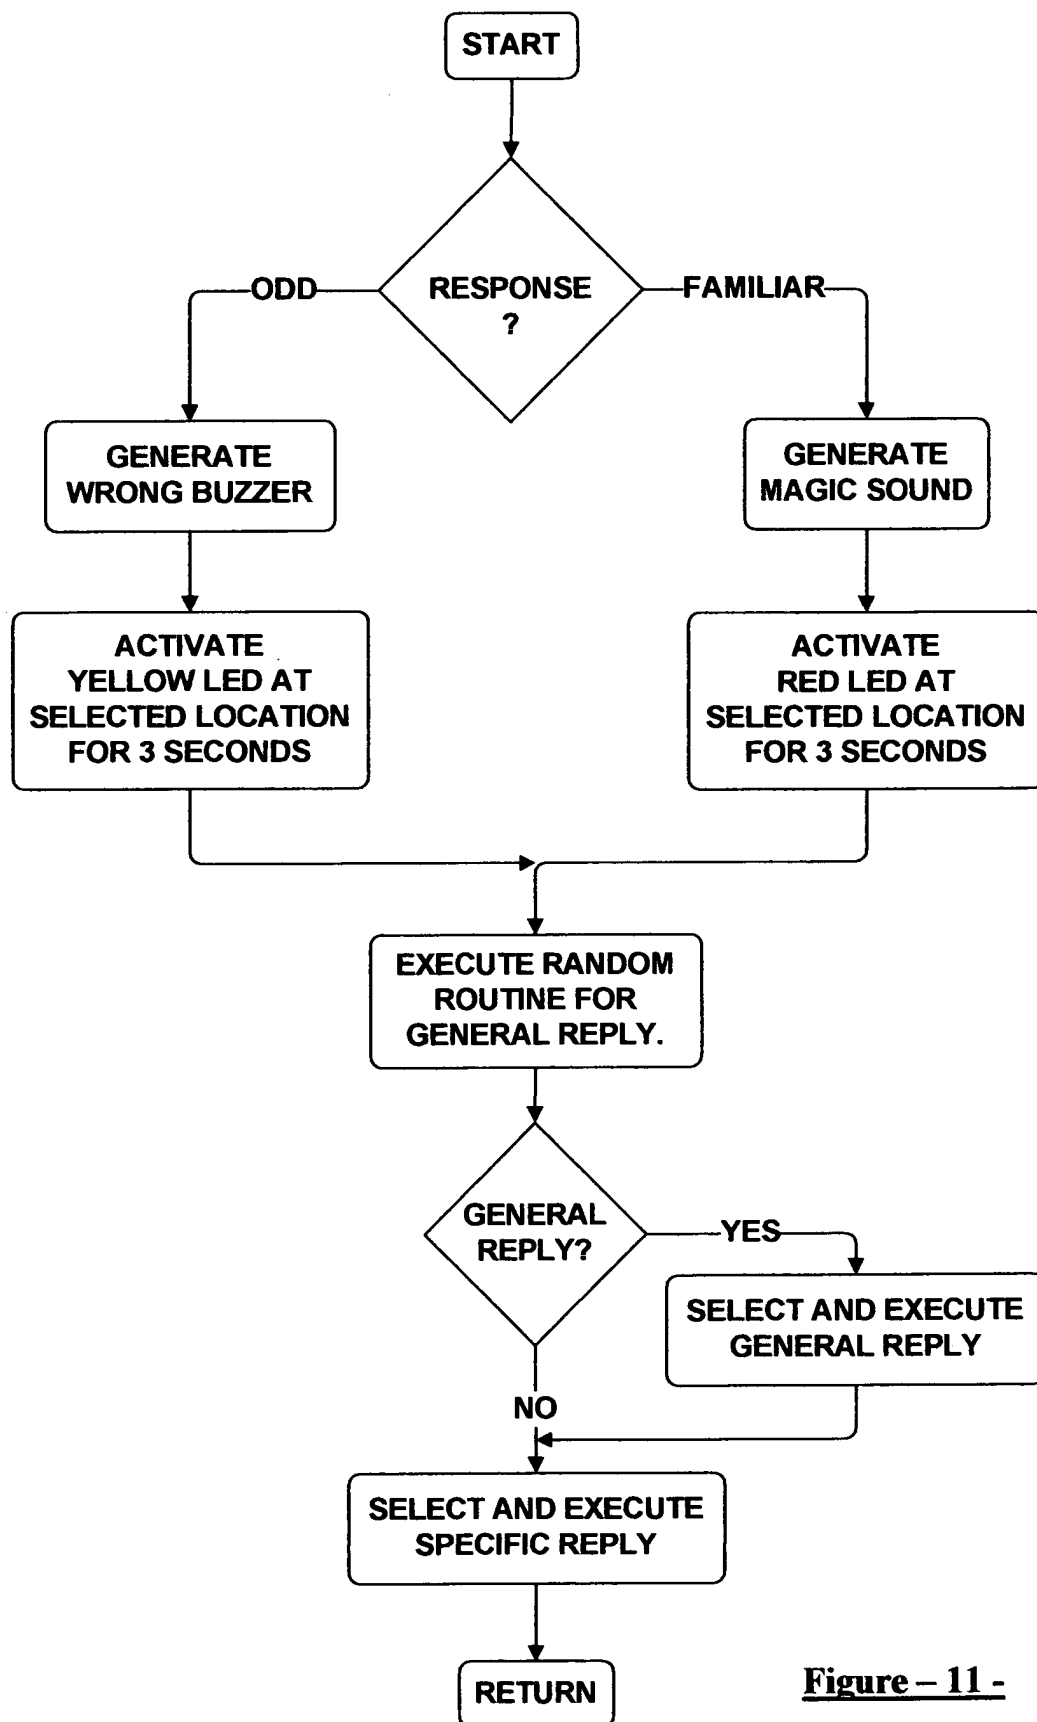 START
RESPONSE
?
ODD
FAMILIAR
GENERATE
WRONG BUZZER
GENERATE
MAGIC SOUND
ACTIVATE
YELLOW LED AT
SELECTED LOCATION
FOR 3 SECONDS
ACTIVATE
RED LED AT
SELECTED LOCATION
FOR 3 SECONDS
EXECUTE RANDOM
ROUTINE FOR
GENERAL REPLY.
GENERAL
REPLY?
YES
SELECT AND EXECUTE
GENERAL REPLY
NO
SELECT AND EXECUTE
SPECIFIC REPLY
RETURN
Figure – 11 -